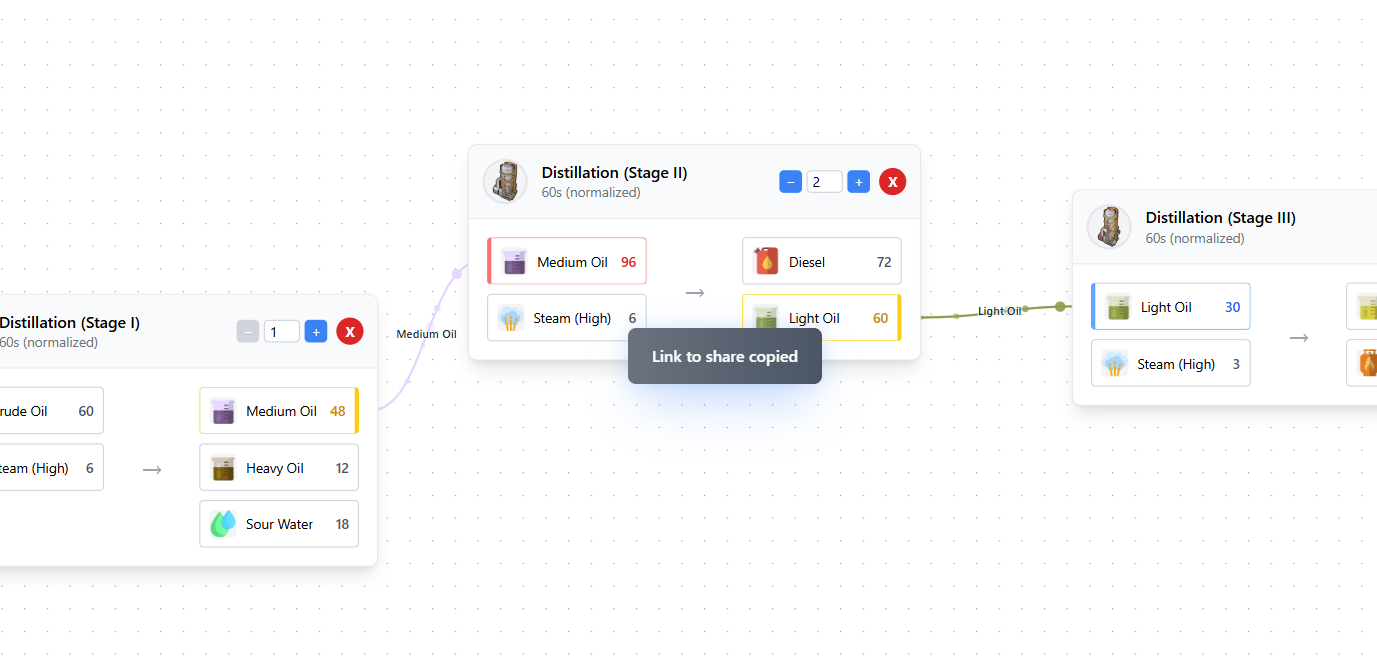 Distillation (Stage I)
60s (normalized)
−
1
+
X
rude Oil 60
team (High) 6
→
Medium Oil 48
Heavy Oil 12
Sour Water 18
Medium Oil
Distillation (Stage II)
60s (normalized)
−
2
+
X
Medium Oil 96
Steam (High) 6
→
Diesel 72
Light Oil 60
Link to share copied
Light Oil
Distillation (Stage III)
60s (normalized)
Light Oil 30
Steam (High) 3
→